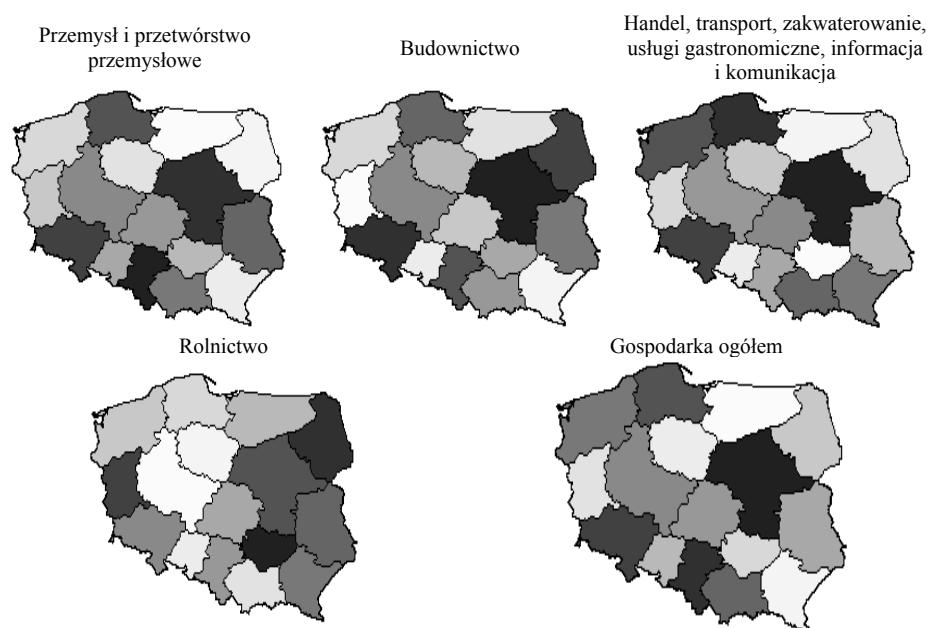 Przemysł i przetwórstwo
przemysłowe
Budownictwo
Handel, transport, zakwaterowanie,
usługi gastronomiczne, informacja
i komunikacja
Rolnictwo
Gospodarka ogółem